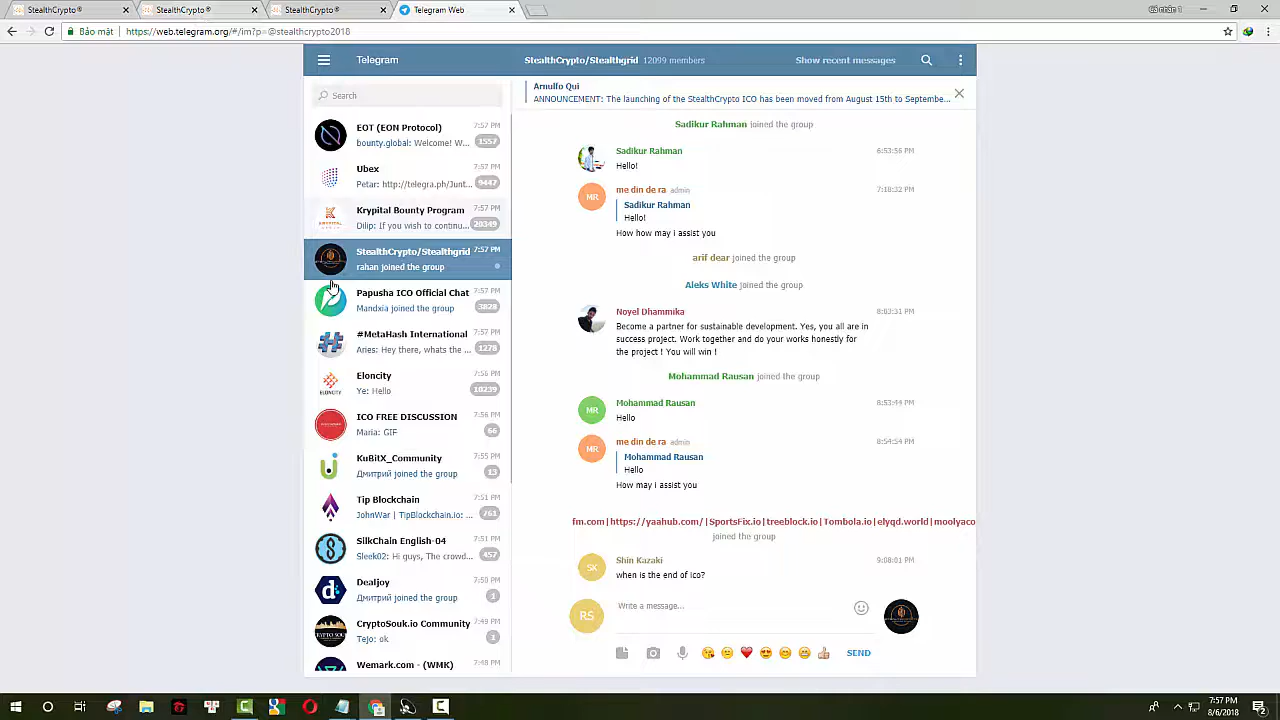 StealthCrypto®
StealthCrypto®
StealthCrypto®
Telegram Web
Bảo mật
https://web.telegram.org/#/im?p=@stealthcrypto2018
Telegram
StealthCrypto/Stealthgrid 12099 members
Show recent messages
Search
EOT (EON Protocol) 7:57 PM
bounty.global: Welcome! W... 1557
Ubex 7:57 PM
Petar: http://telegra.ph/Junt... 9447
Krypital Bounty Program 7:57 PM
Dilip: If you wish to continu... 20349
StealthCrypto/Stealthgrid 7:57 PM
rahan joined the group
Papusha ICO Official Chat 7:57 PM
Mandxia joined the group 3828
#MetaHash International 7:57 PM
Aries: Hey there, whats the ... 1278
Eloncity 7:56 PM
Ye: Hello 10239
ELONCITY
ICO FREE DISCUSSION 7:56 PM
Maria: GIF 66
KuBitX_Community 7:55 PM
Дмитрий joined the group 13
Tip Blockchain 7:51 PM
JohnWar | TipBlockchain.io: ... 761
SilkChain English-04 7:51 PM
Sleek02: Hi guys, The crowd... 457
Dealjoy 7:50 PM
Дмитрий joined the group 1
CryptoSouk.io Community 7:49 PM
Tejo: ok 1
Wemark.com - (WMK) 7:48 PM
Arnulfo Qui
ANNOUNCEMENT: The launching of the StealthCrypto ICO has been moved from August 15th to Septembe...
Sadikur Rahman joined the group
Sadikur Rahman 6:53:56 PM
Hello!
MR
me din de ra admin 7:18:32 PM
Sadikur Rahman
Hello!
How how may i assist you
arif dear joined the group
Aleks White joined the group
Noyel Dhammika 8:03:31 PM
Become a partner for sustainable development. Yes, you all are in
success project. Work together and do your works honestly for
the project ! You will win !
Mohammad Rausan joined the group
MR
Mohammad Rausan 8:53:44 PM
Hello
MR
me din de ra admin 8:54:54 PM
Mohammad Rausan
Hello
How may i assist you
fm.com|https://yaahub.com/|SportsFix.io|treeblock.io|Tombola.io|elyqd.world|moolyaco
joined the group
SK
Shin Kazaki 9:08:01 PM
when is the end of ico?
RS
Write a message...
SEND
7:57 PM
8/6/2018